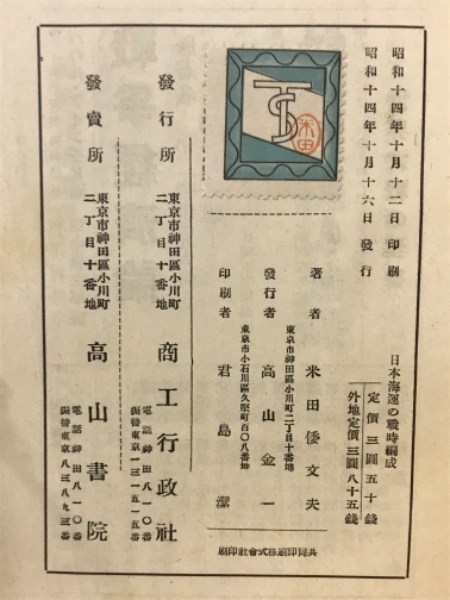 昭和十四年十月十二日 印刷
昭和十四年十月十六日 發行
日本海運の戰時編成
定價 三圓五十錢
外地定價 三圓八十五錢
TS
米田
著者 米田倭文夫
東京市神田區小川町二丁目十番地
發行者 高山金一
東京市小石川區久堅町百〇八番地
印刷者 君島潔
共同印刷株式會社印刷
發行所
東京市神田區小川町
二丁目十番地
商工行政社
電話神田八一〇番
振替東京一三一五一五番
發賣所
東京市神田區小川町
二丁目十番地
高山書院
電話神田八一〇番
振替東京八三八九三番